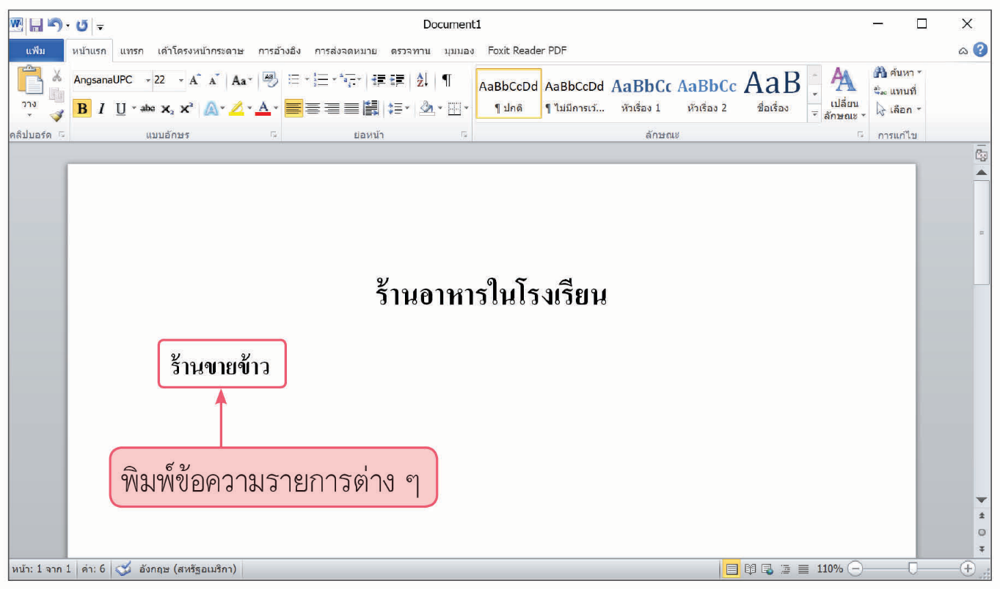 Document1
แฟ้ม หน้าแรก แทรก เค้าโครงหน้ากระดาษ การอ้างอิง การส่งจดหมาย ตรวจทาน มุมมอง Foxit Reader PDF
AngsanaUPC 22 A A Aa
วาง
B I U abe x₂ x² A A
AaBbCcDd AaBbCcDd AaBbCc AaBbCc AaB
¶ ปกติ ¶ ไม่มีการเว้... หัวเรื่อง 1 หัวเรื่อง 2 ชื่อเรื่อง
เปลี่ยน
ลักษณะ
ค้นหา
แทนที่
เลือก
คลิปบอร์ด แบบอักษร ย่อหน้า ลักษณะ การแก้ไข
ร้านอาหารในโรงเรียน
ร้านขายข้าว
พิมพ์ข้อความรายการต่าง ๆ
หน้า: 1 จาก 1 คำ: 6 อังกฤษ (สหรัฐอเมริกา) 110%